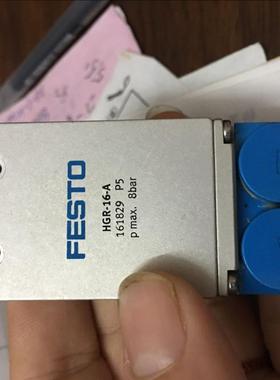 FESTO
HGR-16-A
161829 P5
p max. 8bar